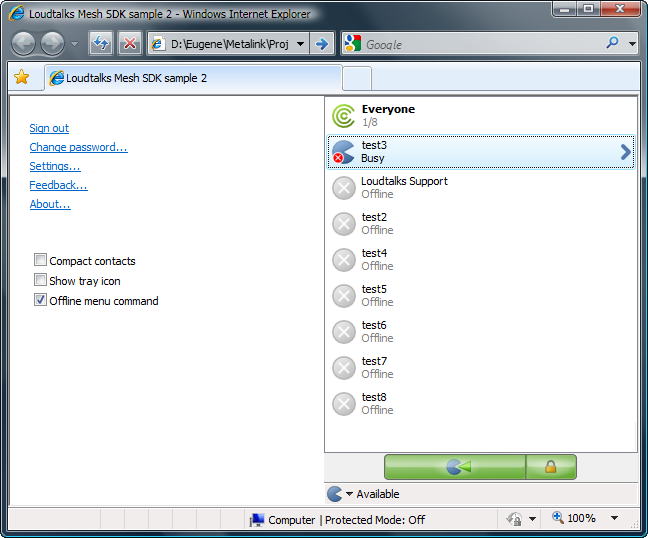 Loudtalks Mesh SDK sample 2 - Windows Internet Explorer
D:\Eugene\Metalink\Proj
Google
Loudtalks Mesh SDK sample 2
Sign out
Change password...
Settings...
Feedback...
About...
Compact contacts
Show tray icon
Offline menu command
Everyone
1/8
test3
Busy
Loudtalks Support
Offline
test2
Offline
test4
Offline
test5
Offline
test6
Offline
test7
Offline
test8
Offline
Available
Computer | Protected Mode: Off
100%